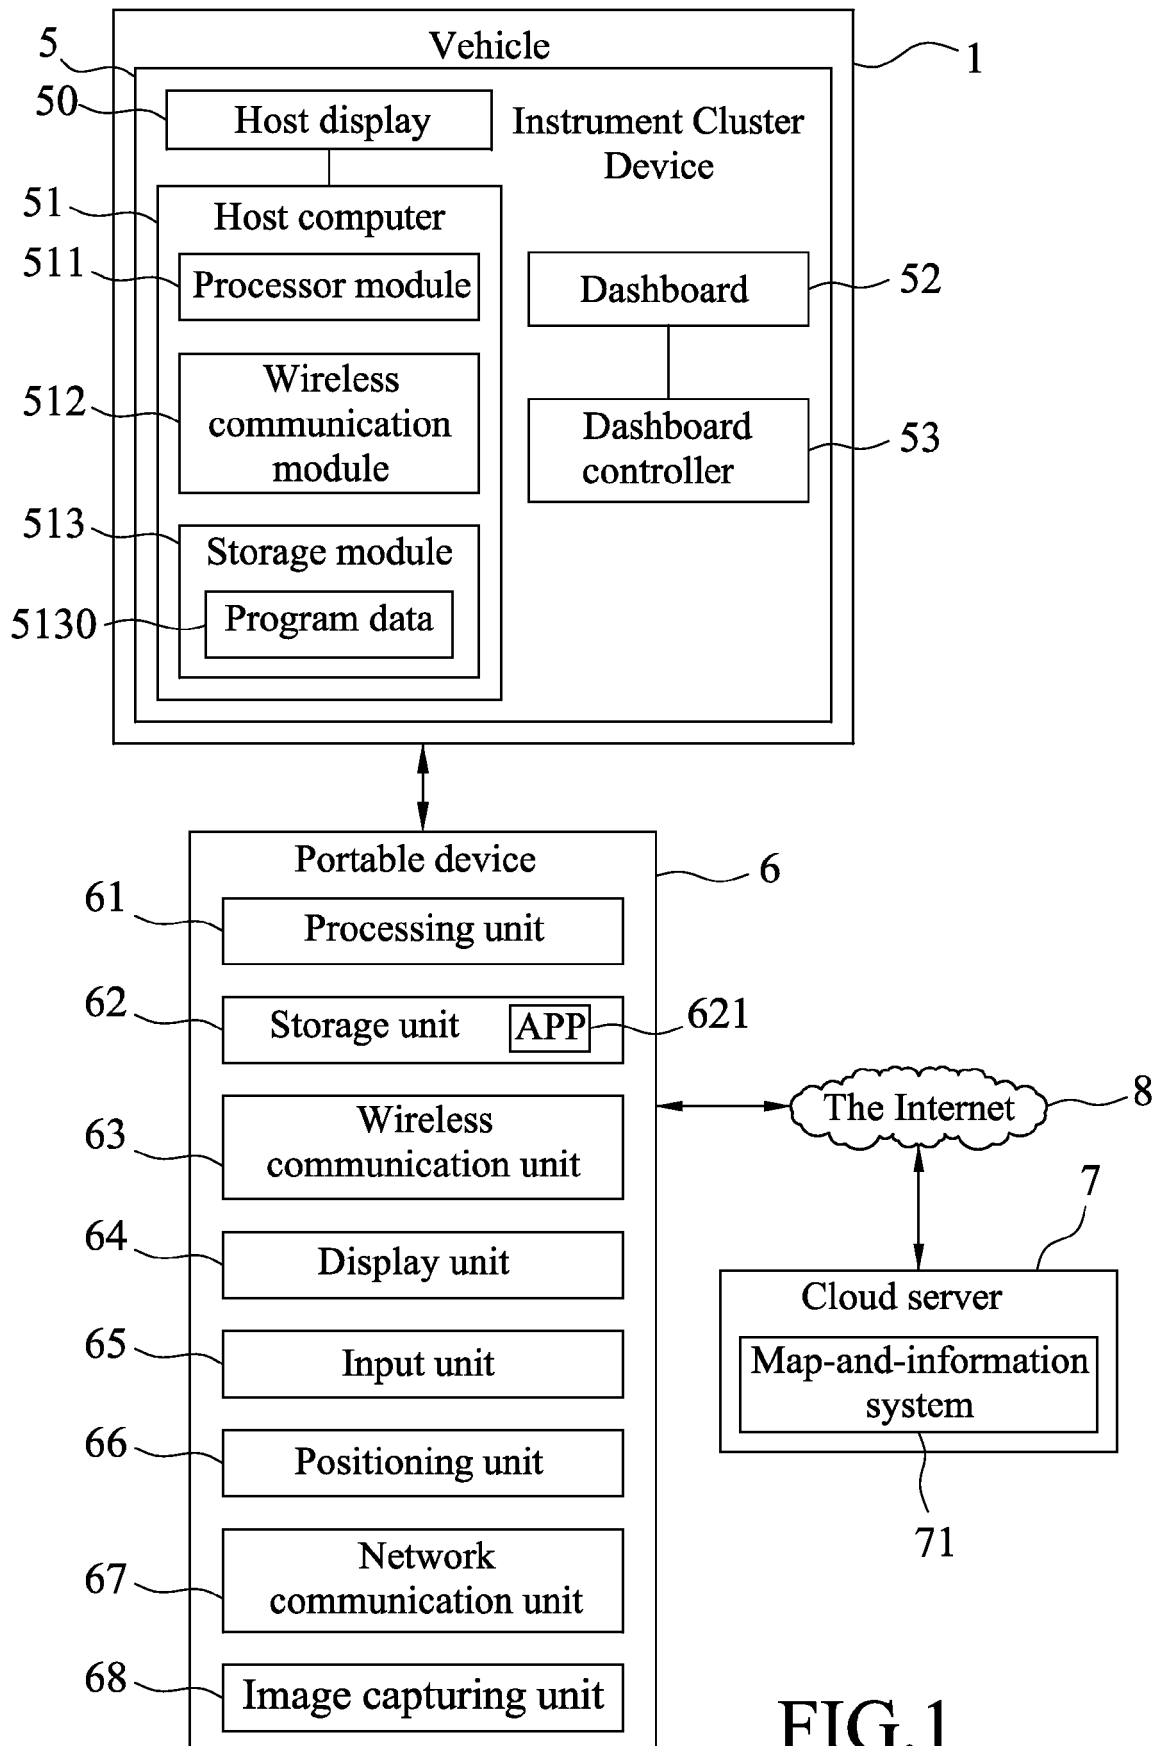 Vehicle
5
1
50
Host display
Instrument Cluster
Device
51
Host computer
511
Processor module
Dashboard
52
512
Wireless
communication
module
Dashboard
controller
53
513
Storage module
5130
Program data
Portable device
6
61
Processing unit
62
Storage unit
APP
621
63
Wireless
communication unit
The Internet
8
64
Display unit
7
Cloud server
65
Input unit
Map-and-information
system
66
Positioning unit
71
67
Network
communication unit
68
Image capturing unit
FIG.1